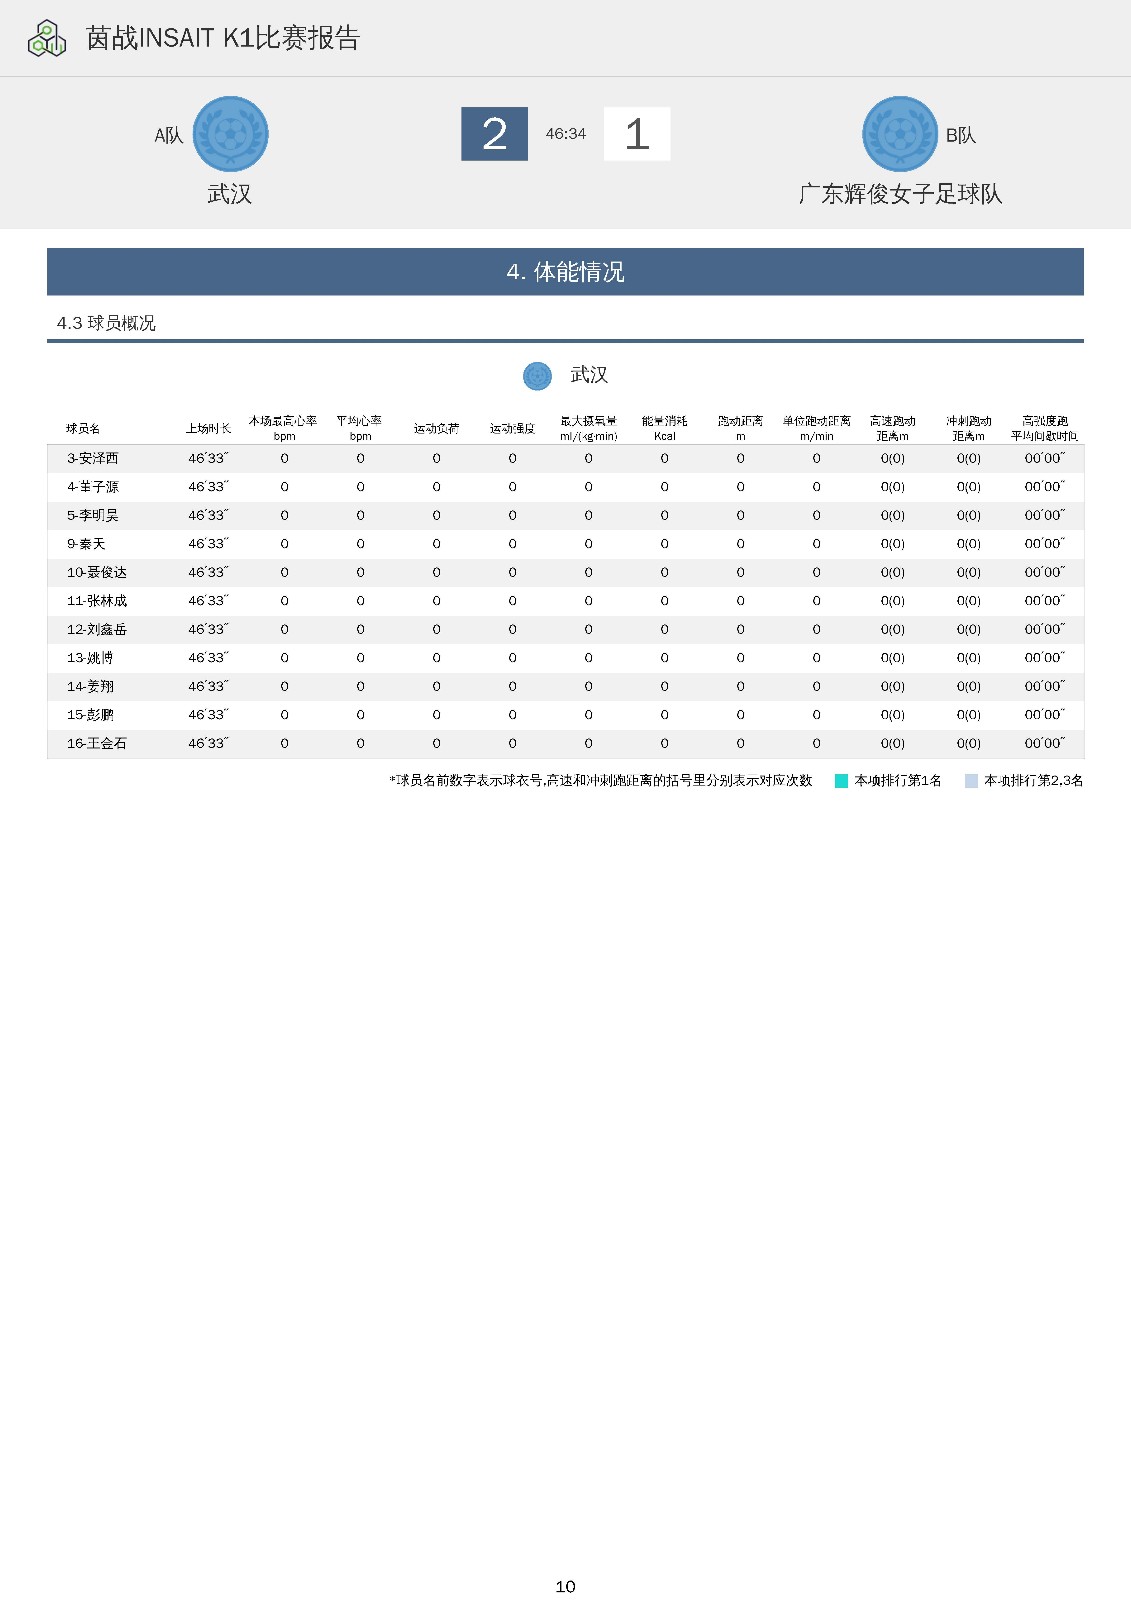 茵战INSAIT K1比赛报告
A队 2 46:34 1 B队
武汉 广东辉俊女子足球队
4. 体能情况
4.3 球员概况
武汉
球员名 上场时长 本场最高心率 bpm 平均心率 bpm 运动负荷 运动强度 最大摄氧量 ml/(kg·min) 能量消耗 Kcal 跑动距离 m 单位跑动距离 m/min 高速跑动 距离m 冲刺跑动 距离m 高强度跑 平均间歇时间
3-安泽西 46'33" 0 0 0 0 0 0 0 0 0(0) 0(0) 00'00"
4-董子源 46'33" 0 0 0 0 0 0 0 0 0(0) 0(0) 00'00"
5-李明昊 46'33" 0 0 0 0 0 0 0 0 0(0) 0(0) 00'00"
9-秦天 46'33" 0 0 0 0 0 0 0 0 0(0) 0(0) 00'00"
10-聂俊达 46'33" 0 0 0 0 0 0 0 0 0(0) 0(0) 00'00"
11-张林成 46'33" 0 0 0 0 0 0 0 0 0(0) 0(0) 00'00"
12-刘鑫岳 46'33" 0 0 0 0 0 0 0 0 0(0) 0(0) 00'00"
13-姚博 46'33" 0 0 0 0 0 0 0 0 0(0) 0(0) 00'00"
14-姜翔 46'33" 0 0 0 0 0 0 0 0 0(0) 0(0) 00'00"
15-彭鹏 46'33" 0 0 0 0 0 0 0 0 0(0) 0(0) 00'00"
16-王金石 46'33" 0 0 0 0 0 0 0 0 0(0) 0(0) 00'00"
*球员名前数字表示球衣号,高速和冲刺跑距离的括号里分别表示对应次数 本项排行第1名 本项排行第2,3名
10